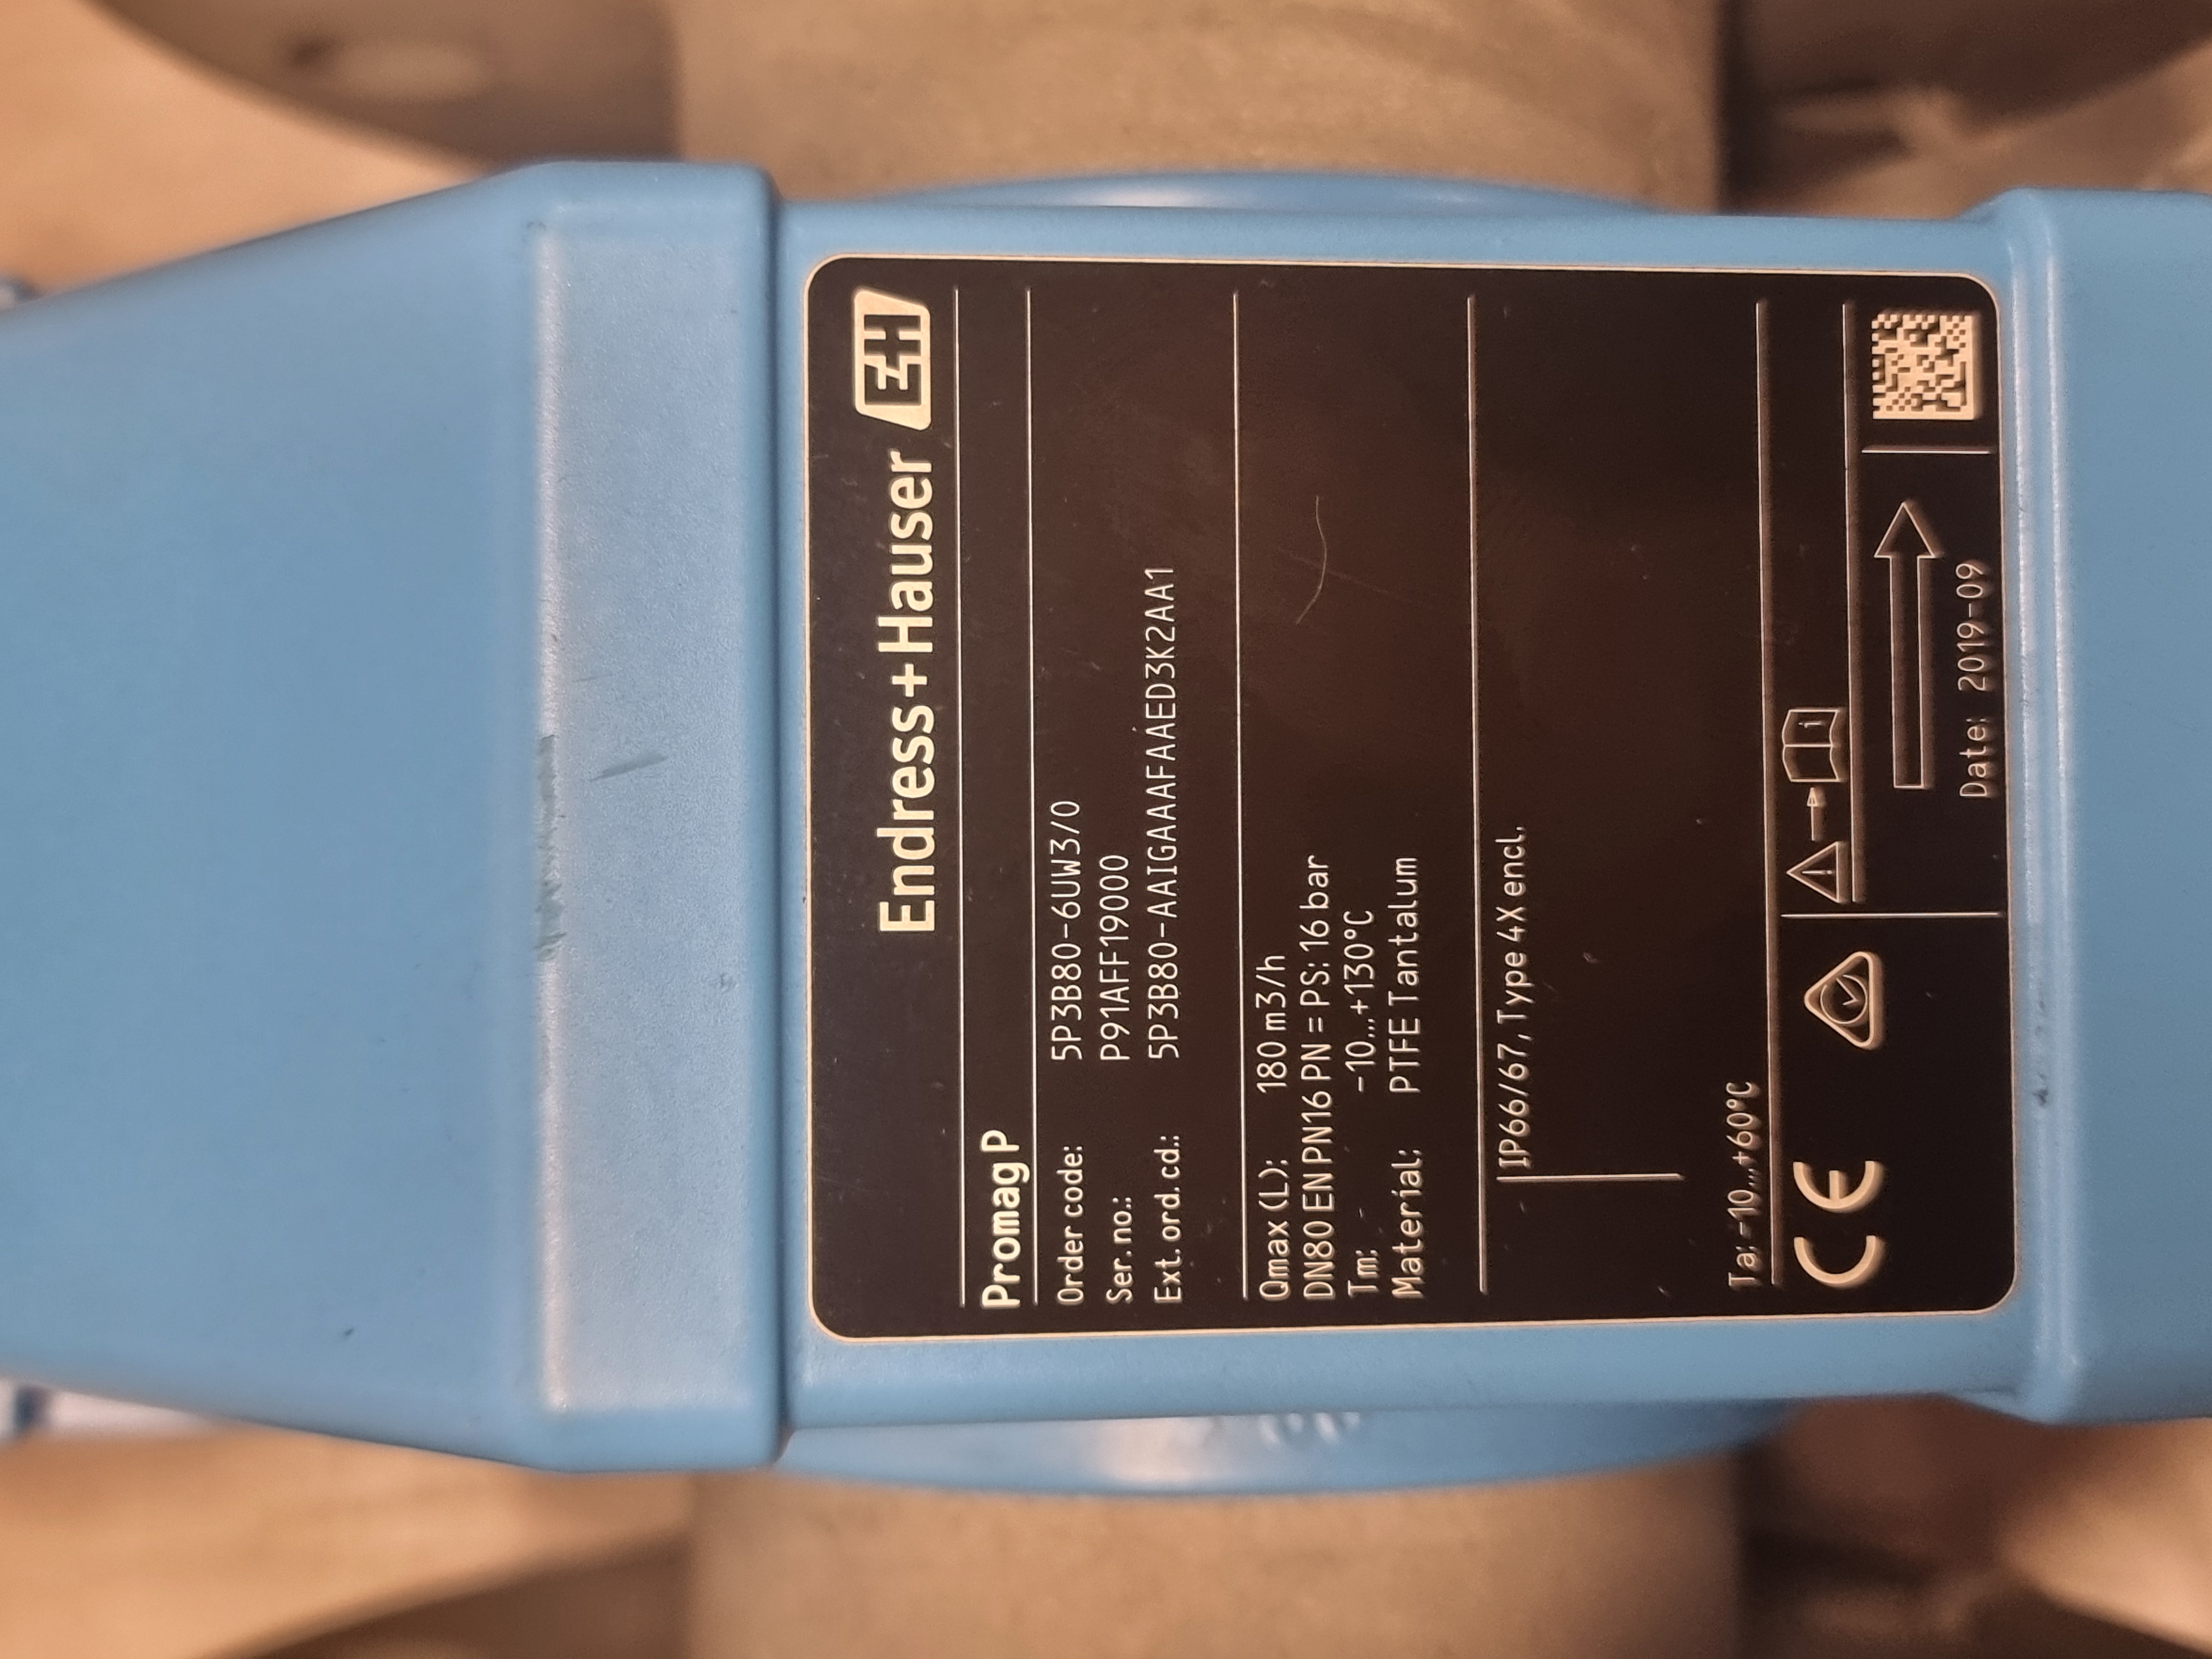 Endress+Hauser EH
Promag P
Order code: 5P3B80-6UW3/0
Ser. no.: P91AFF19000
Ext. ord. cd.: 5P3B80-AAIGAAAFAAED3K2AA1
Qmax (L): 180 m3/h
DN80 EN PN16 PN = PS: 16 bar
Tm: -10...+130°C
Material: PTFE Tantalum
IP66/67, Type 4X encl.
Ta: -10...+60°C
CE
i
Date: 2019-09